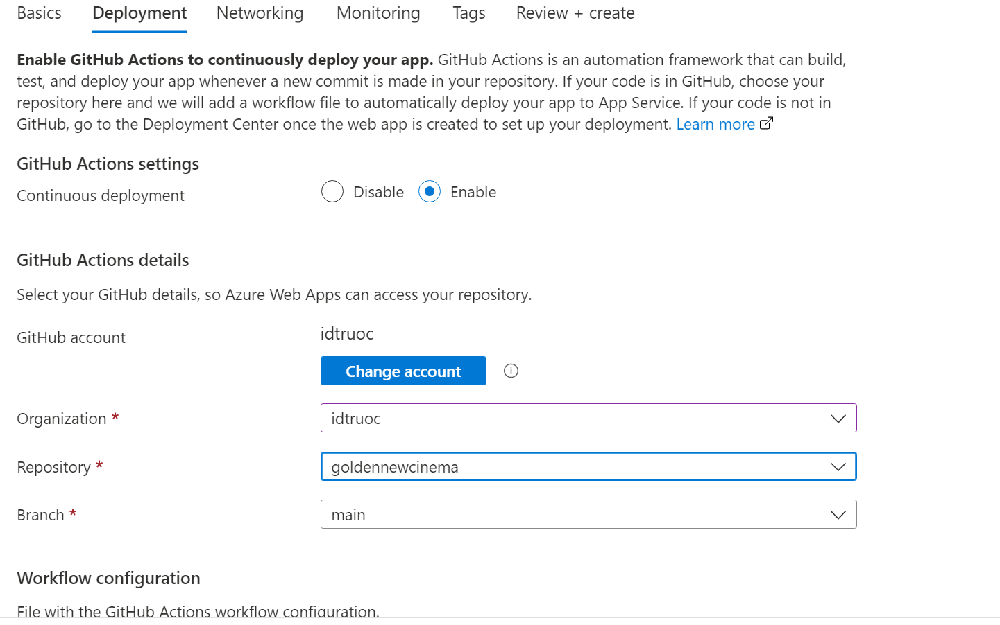 Basics Deployment Networking Monitoring Tags Review + create
Enable GitHub Actions to continuously deploy your app. GitHub Actions is an automation framework that can build,
test, and deploy your app whenever a new commit is made in your repository. If your code is in GitHub, choose your
repository here and we will add a workflow file to automatically deploy your app to App Service. If your code is not in
GitHub, go to the Deployment Center once the web app is created to set up your deployment. Learn more
GitHub Actions settings
Continuous deployment Disable Enable
GitHub Actions details
Select your GitHub details, so Azure Web Apps can access your repository.
GitHub account idtruoc
Change account
Organization * idtruoc
Repository * goldennewcinema
Branch * main
Workflow configuration
File with the GitHub Actions workflow configuration.